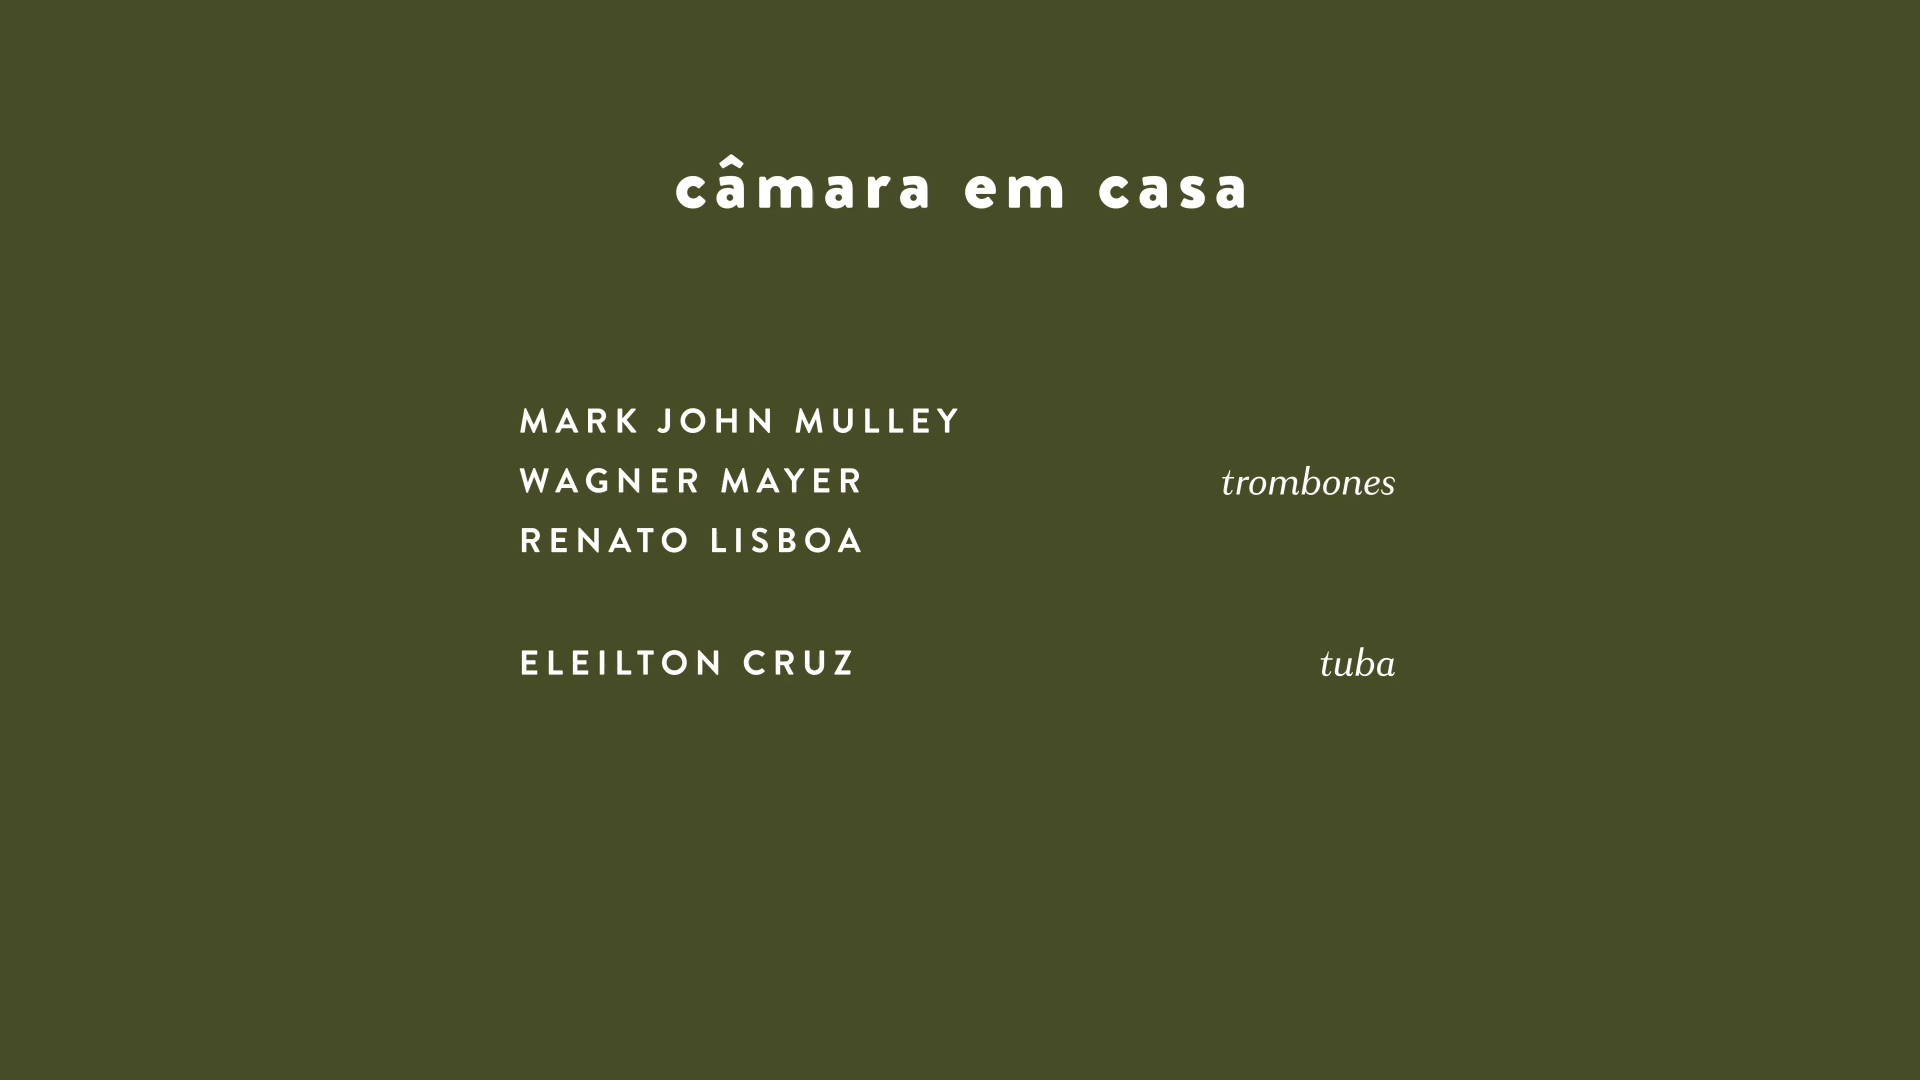 câmara em casa
MARK JOHN MULLEY
WAGNER MAYER trombones
RENATO LISBOA
ELEILTON CRUZ tuba